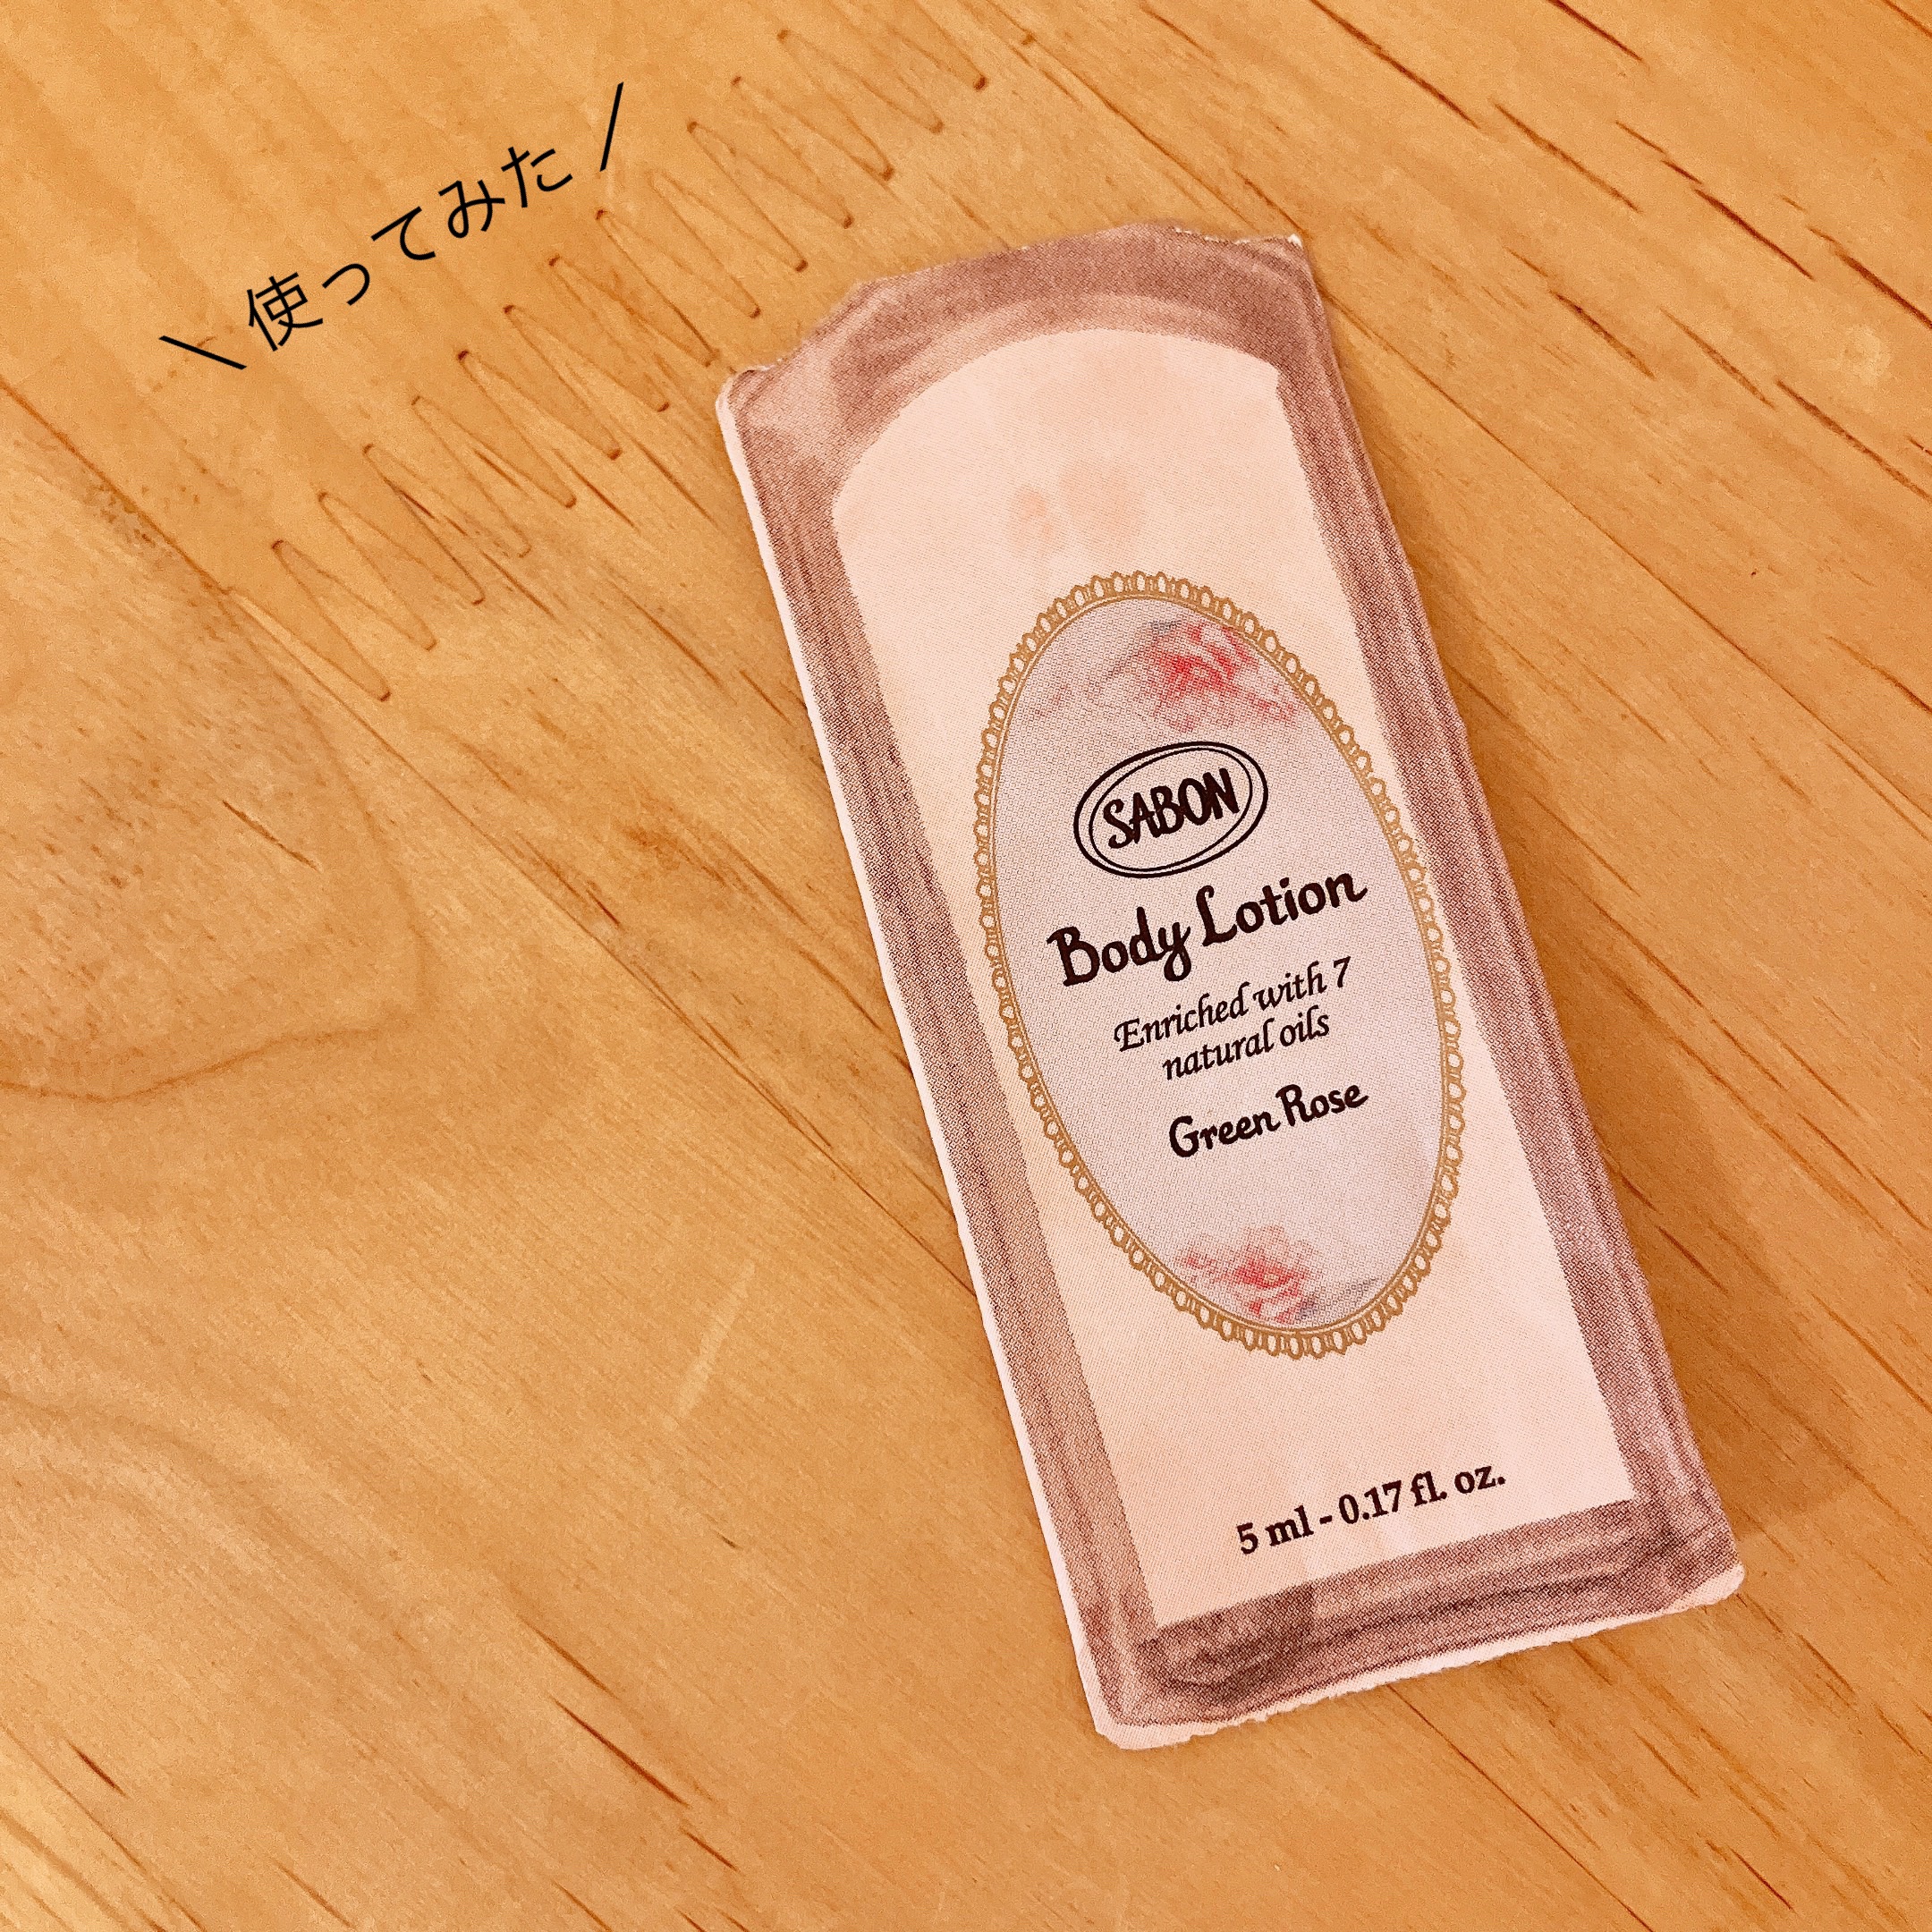 \ 使ってみた /
SABON
Body Lotion
Enriched with 7
natural oils
Green Rose
5 ml - 0.17 fl. oz.